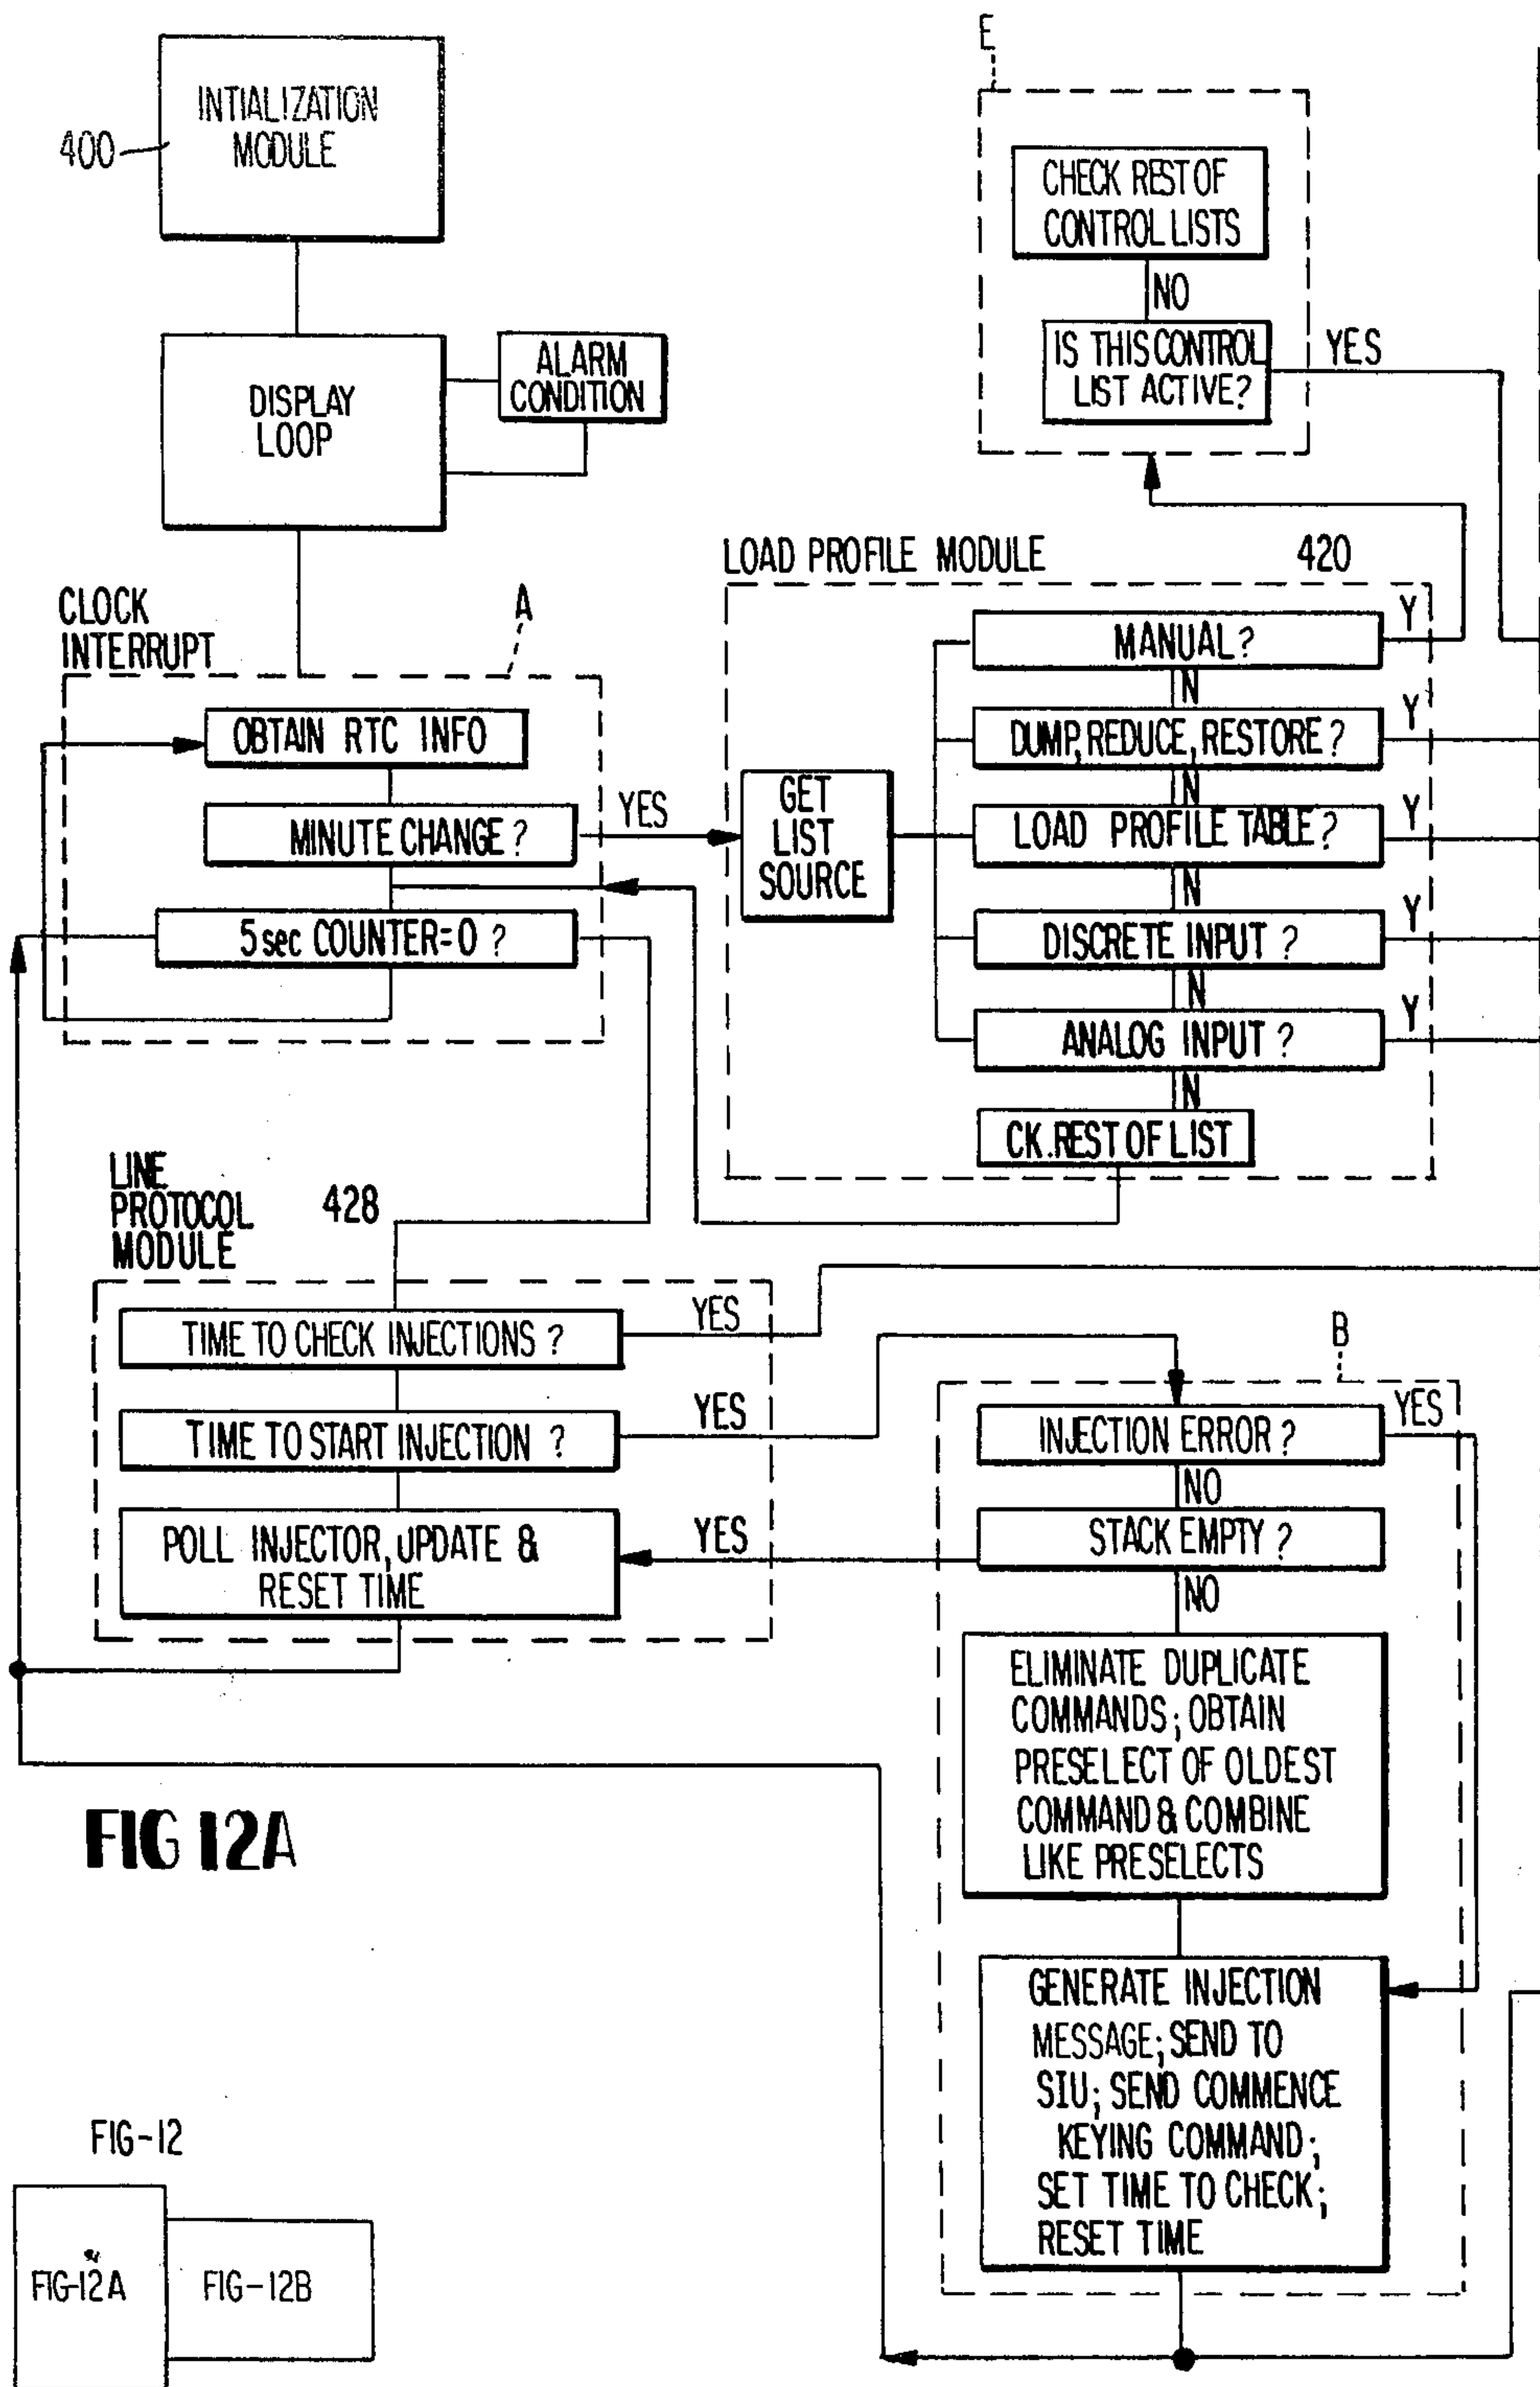 INTIALIZATION
MODULE
400
DISPLAY
LOOP
ALARM
CONDITION
E
CHECK REST OF
CONTROL LISTS
NO
IS THIS CONTROL
LIST ACTIVE?
YES
CLOCK
INTERRUPT
A
OBTAIN RTC INFO
MINUTE CHANGE?
YES
5sec COUNTER=0 ?
LOAD PROFILE MODULE
420
GET
LIST
SOURCE
MANUAL?
Y
N
DUMP, REDUCE, RESTORE?
Y
N
LOAD PROFILE TABLE?
Y
N
DISCRETE INPUT ?
Y
N
ANALOG INPUT ?
Y
N
CK. REST OF LIST
LINE
PROTOCOL
MODULE
428
TIME TO CHECK INJECTIONS ?
YES
TIME TO START INJECTION ?
YES
POLL INJECTOR, UPDATE &
RESET TIME
YES
B
INJECTION ERROR?
YES
NO
STACK EMPTY?
NO
ELIMINATE DUPLICATE
COMMANDS; OBTAIN
PRESELECT OF OLDEST
COMMAND & COMBINE
LIKE PRESELECTS
GENERATE INJECTION
MESSAGE; SEND TO
SIU; SEND COMMENCE
KEYING COMMAND;
SET TIME TO CHECK;
RESET TIME
FIG 12A
FIG-12
FIG-12A
FIG-12B